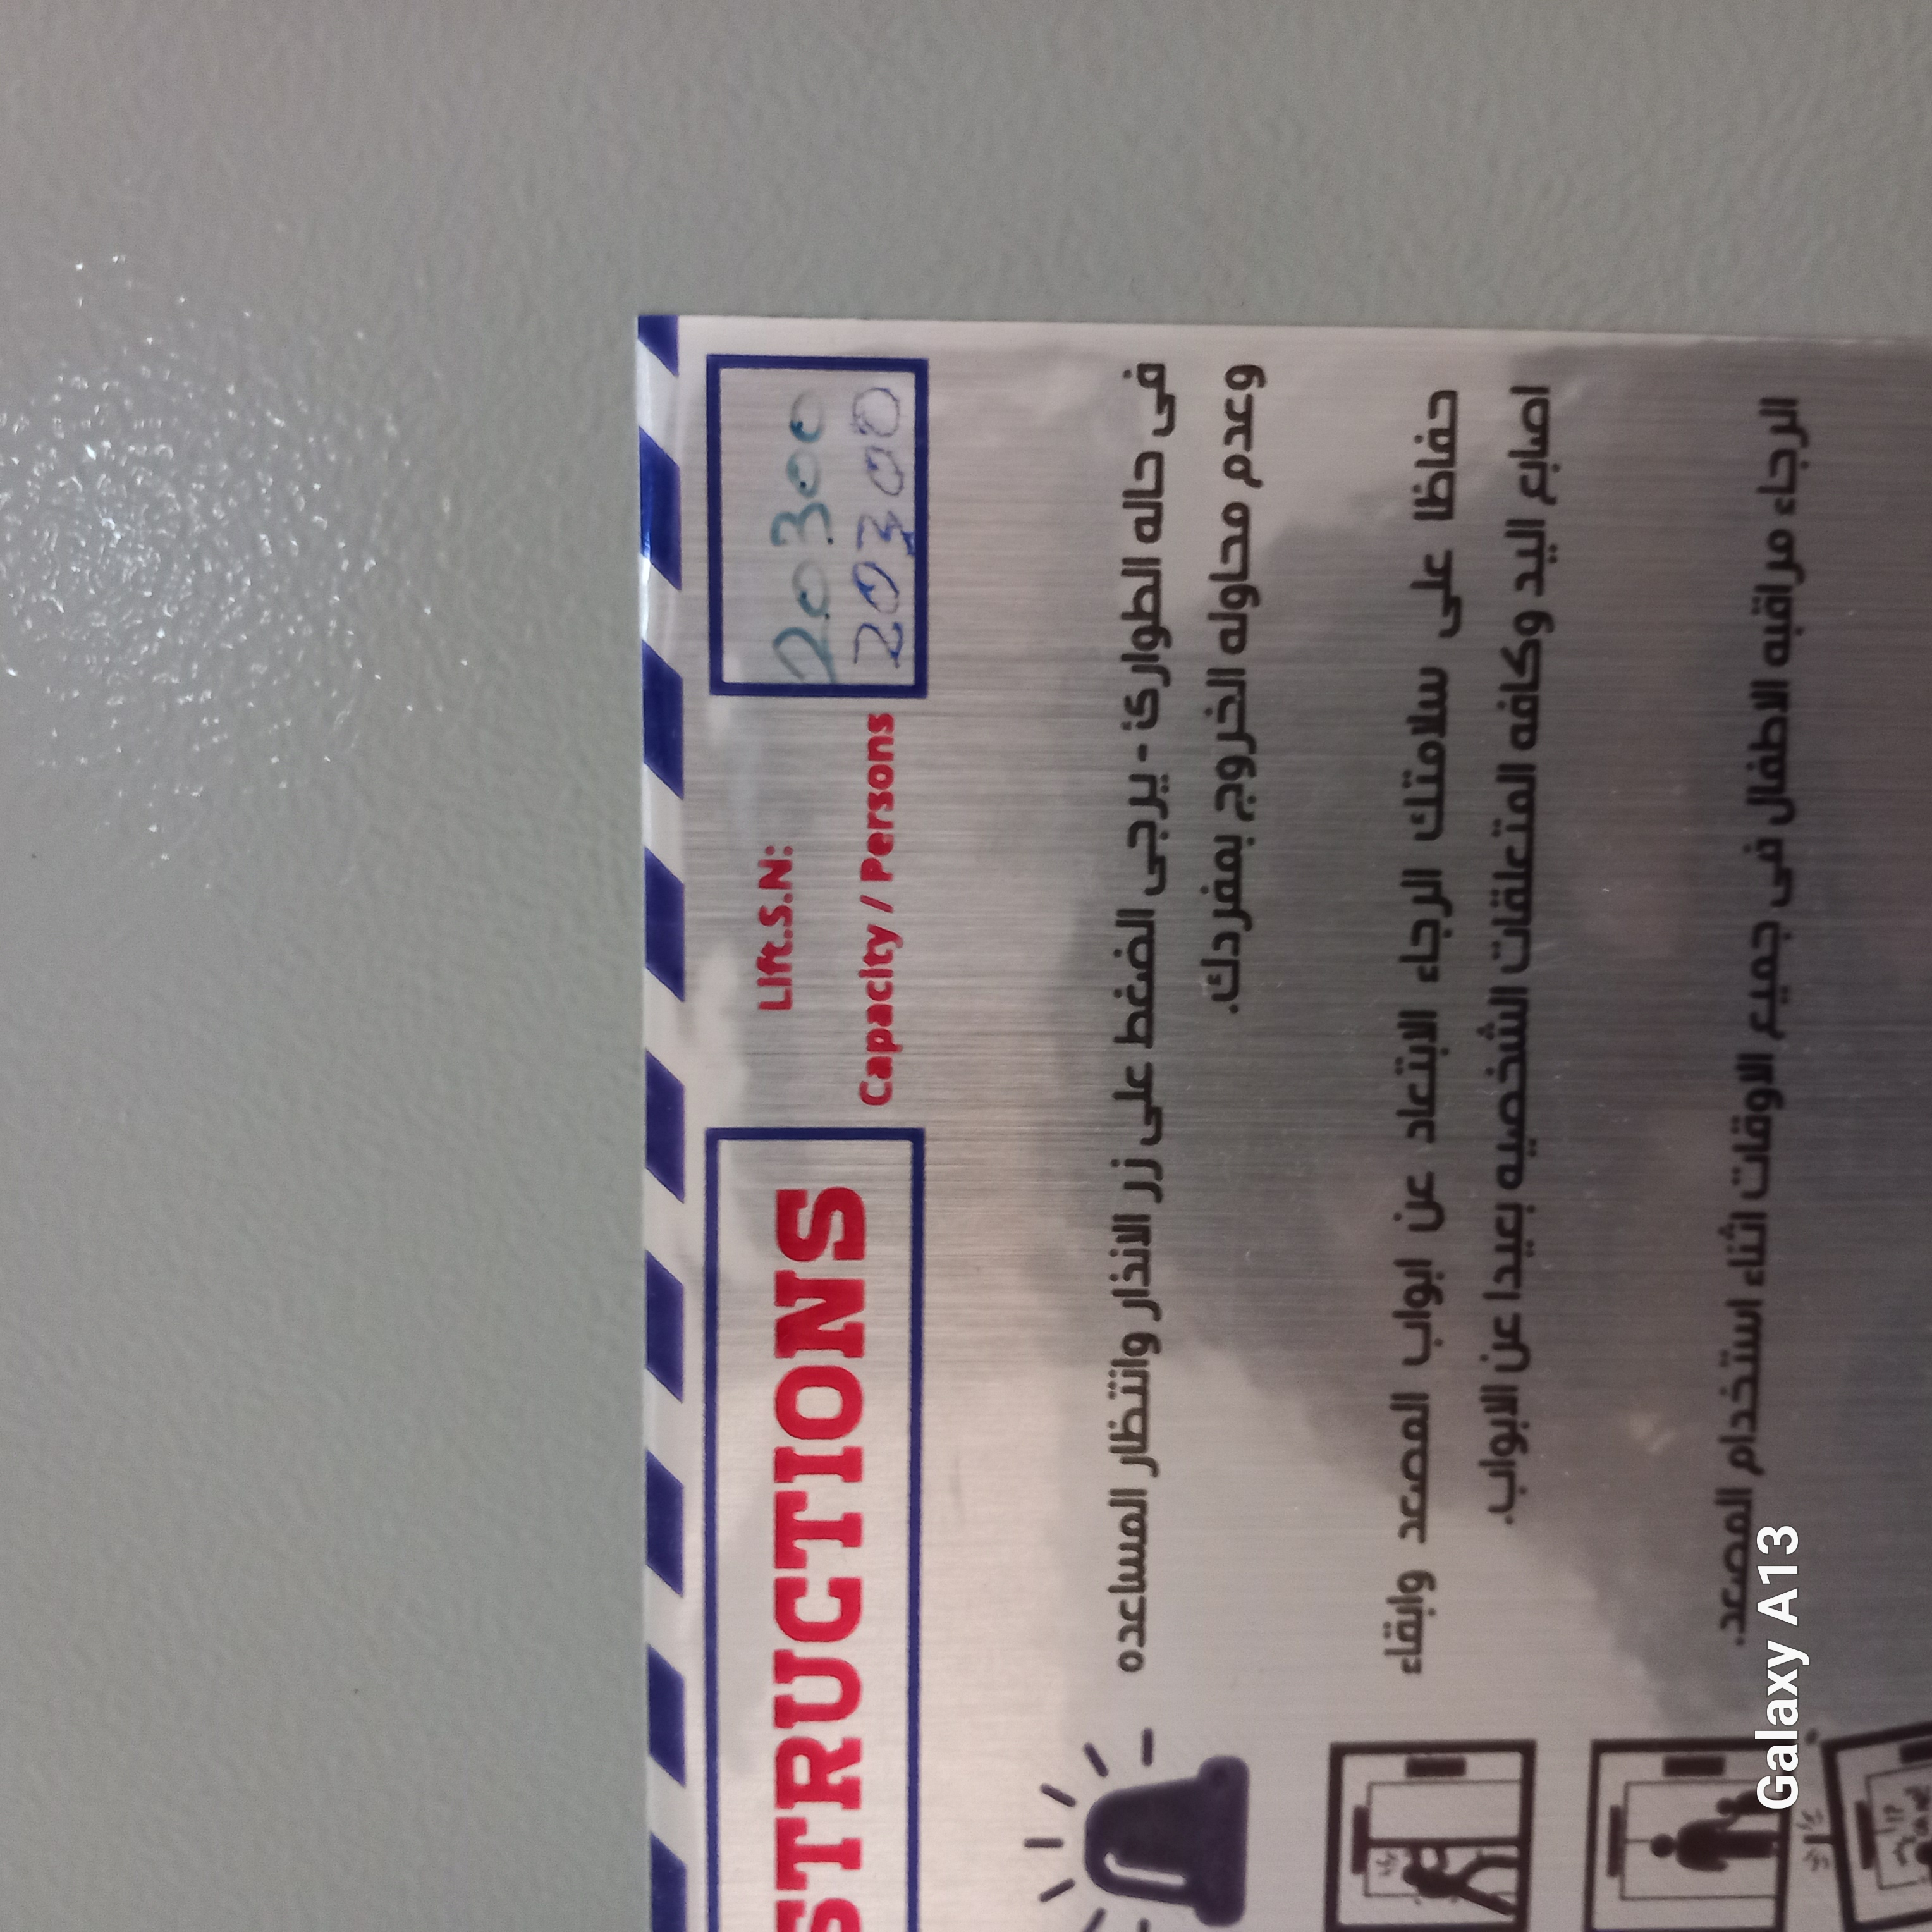 STRUCTIONS
Lift.S.N:
20300
Capacity / Persons
20300
فى حاله الطوارئ - يرجى الضغط على زر الانذار وانتظار المساعده
وعدم محاوله الخروج بمفردك.
حفاظا على سلامتك الرجاء الابتعاد عن ابواب المصعد وابقاء
اصابع اليد وكافه المتعلقات الشخصيه بعيدا عن الابواب.
الرجاء مراقبه الاطفال فى جميع الاوقات اثناء استخدام المصعد.
Galaxy A13